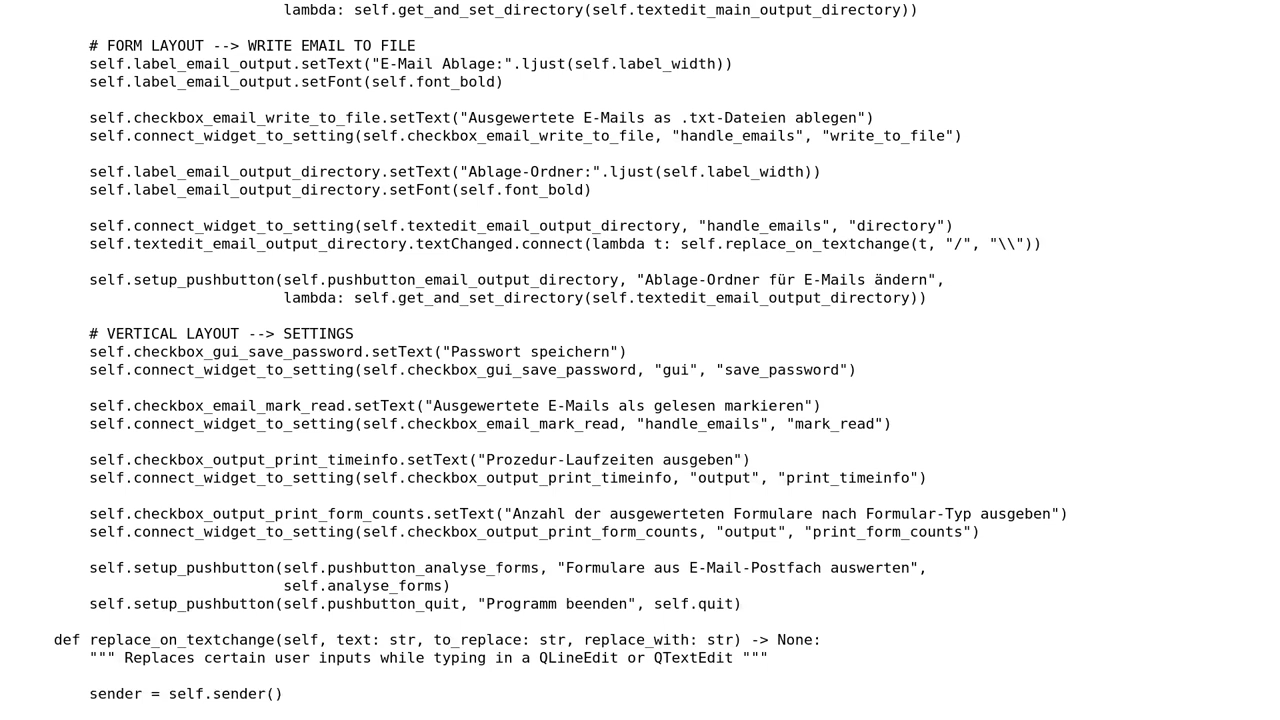 lambda: self.get_and_set_directory(self.textedit_main_output_directory))
# FORM LAYOUT --> WRITE EMAIL TO FILE
self.label_email_output.setText("E-Mail Ablage:".ljust(self.label_width))
self.label_email_output.setFont(self.font_bold)
self.checkbox_email_write_to_file.setText("Ausgewertete E-Mails as .txt-Dateien ablegen")
self.connect_widget_to_setting(self.checkbox_email_write_to_file, "handle_emails", "write_to_file")
self.label_email_output_directory.setText("Ablage-Ordner:".ljust(self.label_width))
self.label_email_output_directory.setFont(self.font_bold)
self.connect_widget_to_setting(self.textedit_email_output_directory, "handle_emails", "directory")
self.textedit_email_output_directory.textChanged.connect(lambda t: self.replace_on_textchange(t, "/", "\\"))
self.setup_pushbutton(self.pushbutton_email_output_directory, "Ablage-Ordner für E-Mails ändern",
lambda: self.get_and_set_directory(self.textedit_email_output_directory))
# VERTICAL LAYOUT --> SETTINGS
self.checkbox_gui_save_password.setText("Passwort speichern")
self.connect_widget_to_setting(self.checkbox_gui_save_password, "gui", "save_password")
self.checkbox_email_mark_read.setText("Ausgewertete E-Mails als gelesen markieren")
self.connect_widget_to_setting(self.checkbox_email_mark_read, "handle_emails", "mark_read")
self.checkbox_output_print_timeinfo.setText("Prozedur-Laufzeiten ausgeben")
self.connect_widget_to_setting(self.checkbox_output_print_timeinfo, "output", "print_timeinfo")
self.checkbox_output_print_form_counts.setText("Anzahl der ausgewerteten Formulare nach Formular-Typ ausgeben")
self.connect_widget_to_setting(self.checkbox_output_print_form_counts, "output", "print_form_counts")
self.setup_pushbutton(self.pushbutton_analyse_forms, "Formulare aus E-Mail-Postfach auswerten",
self.analyse_forms)
self.setup_pushbutton(self.pushbutton_quit, "Programm beenden", self.quit)
def replace_on_textchange(self, text: str, to_replace: str, replace_with: str) -> None:
""" Replaces certain user inputs while typing in a QLineEdit or QTextEdit """
sender = self.sender()